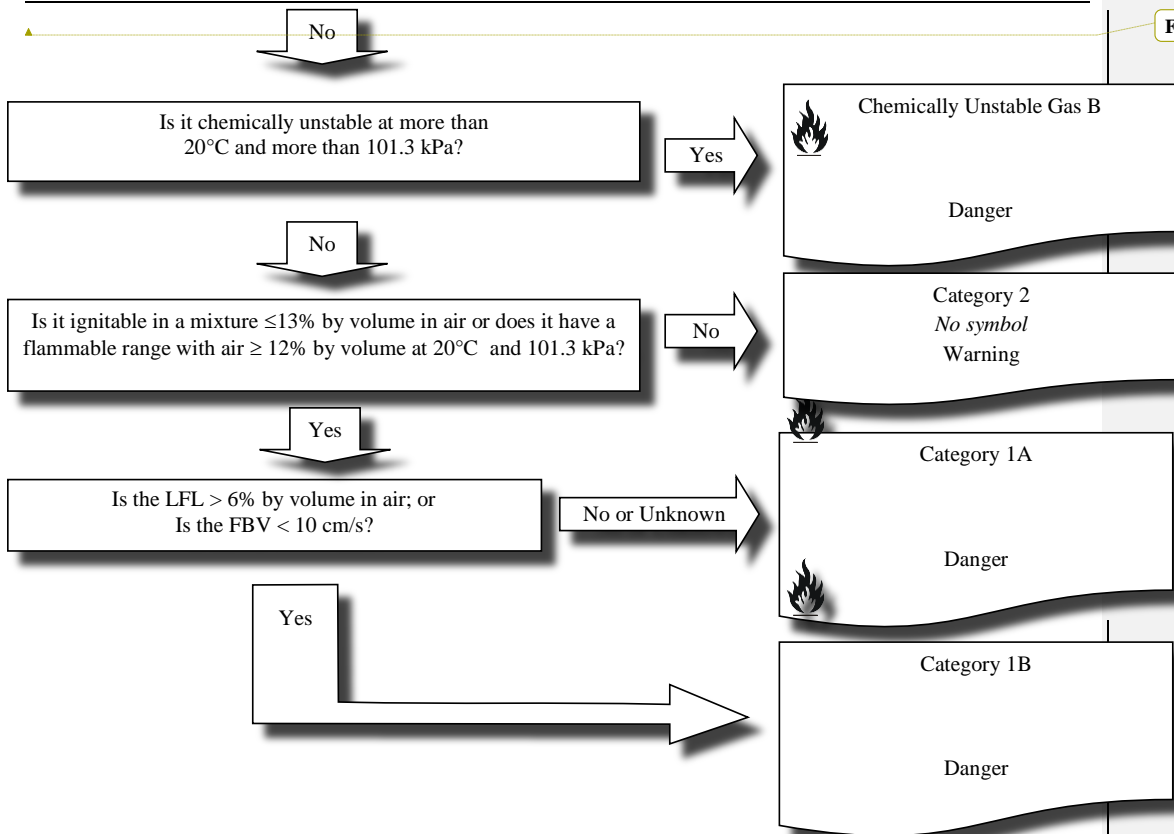 No
F
Is it chemically unstable at more than
20°C and more than 101.3 kPa?
Yes
Chemically Unstable Gas B
Danger
No
Is it ignitable in a mixture ≤13% by volume in air or does it have a
flammable range with air ≥ 12% by volume at 20°C and 101.3 kPa?
No
Category 2
No symbol
Warning
Yes
Is the LFL > 6% by volume in air; or
Is the FBV < 10 cm/s?
No or Unknown
Category 1A
Danger
Yes
Category 1B
Danger